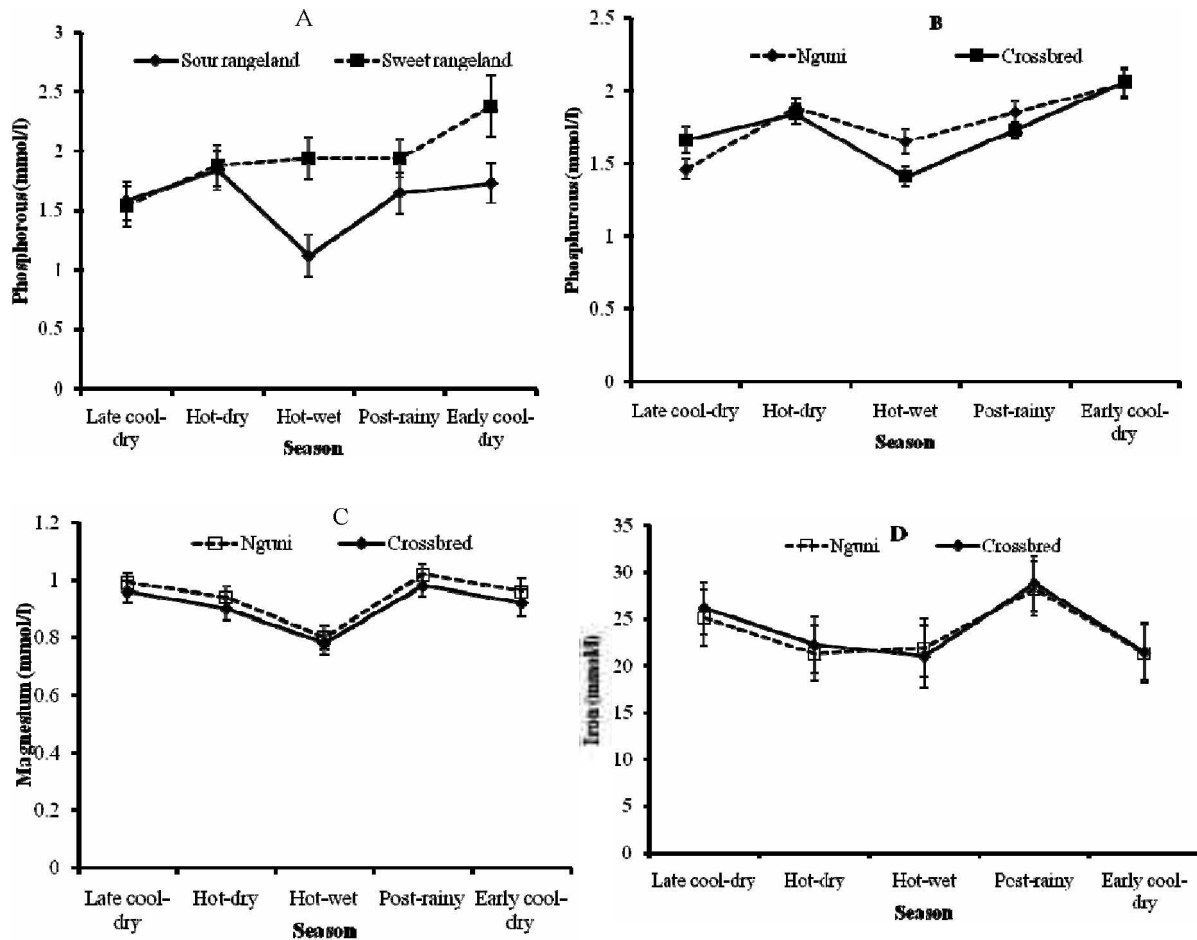 A
3
2.5
2
1.5
1
0.5
0
Phosphorous (mmol/l)
Sour rangeland
Sweet rangeland
Late cool-
dry
Hot-dry
Hot-wet
Post-rainy
Early cool-
dry
Season
B
2.5
2
1.5
1
0.5
0
Phosphurous (mmol/l)
Nguni
Crossbred
Late cool-dry
Hot-dry
Hot-wet
Post-rainy
Early cool-
dry
Season
C
1.2
1
0.8
0.6
0.4
0.2
0
Magnesium (mmol/l)
Nguni
Crossbred
Late cool-
dry
Hot-dry
Hot-wet
Post-rainy
Early cool-
dry
Season
D
35
30
25
20
15
10
5
0
Iron (mmol/l)
Nguni
Crossbred
Late cool-dry
Hot-dry
Hot-wet
Post-rainy
Early cool-
dry
Season